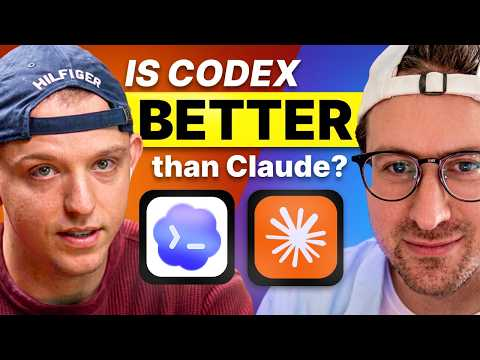 IS CODEX
BETTER
than Claude?
HILFIGER
>_